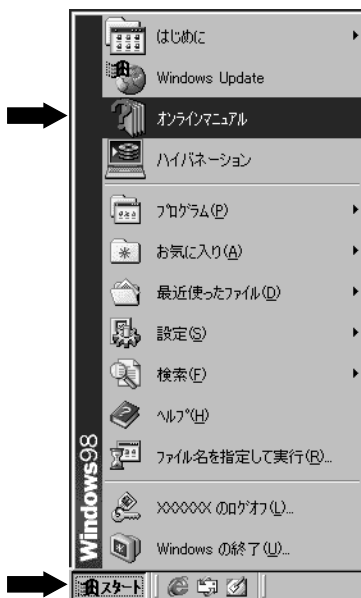 はじめに
Windows Update
オンラインマニュアル
ハイバネーション
プログラム(P)
お気に入り(A)
最近使ったファイル(D)
設定(S)
検索(F)
ヘルプ(H)
ファイル名を指定して実行(R)...
XXXXXXX のログオフ(L)...
Windows の終了(U)...
Windows98
スタート